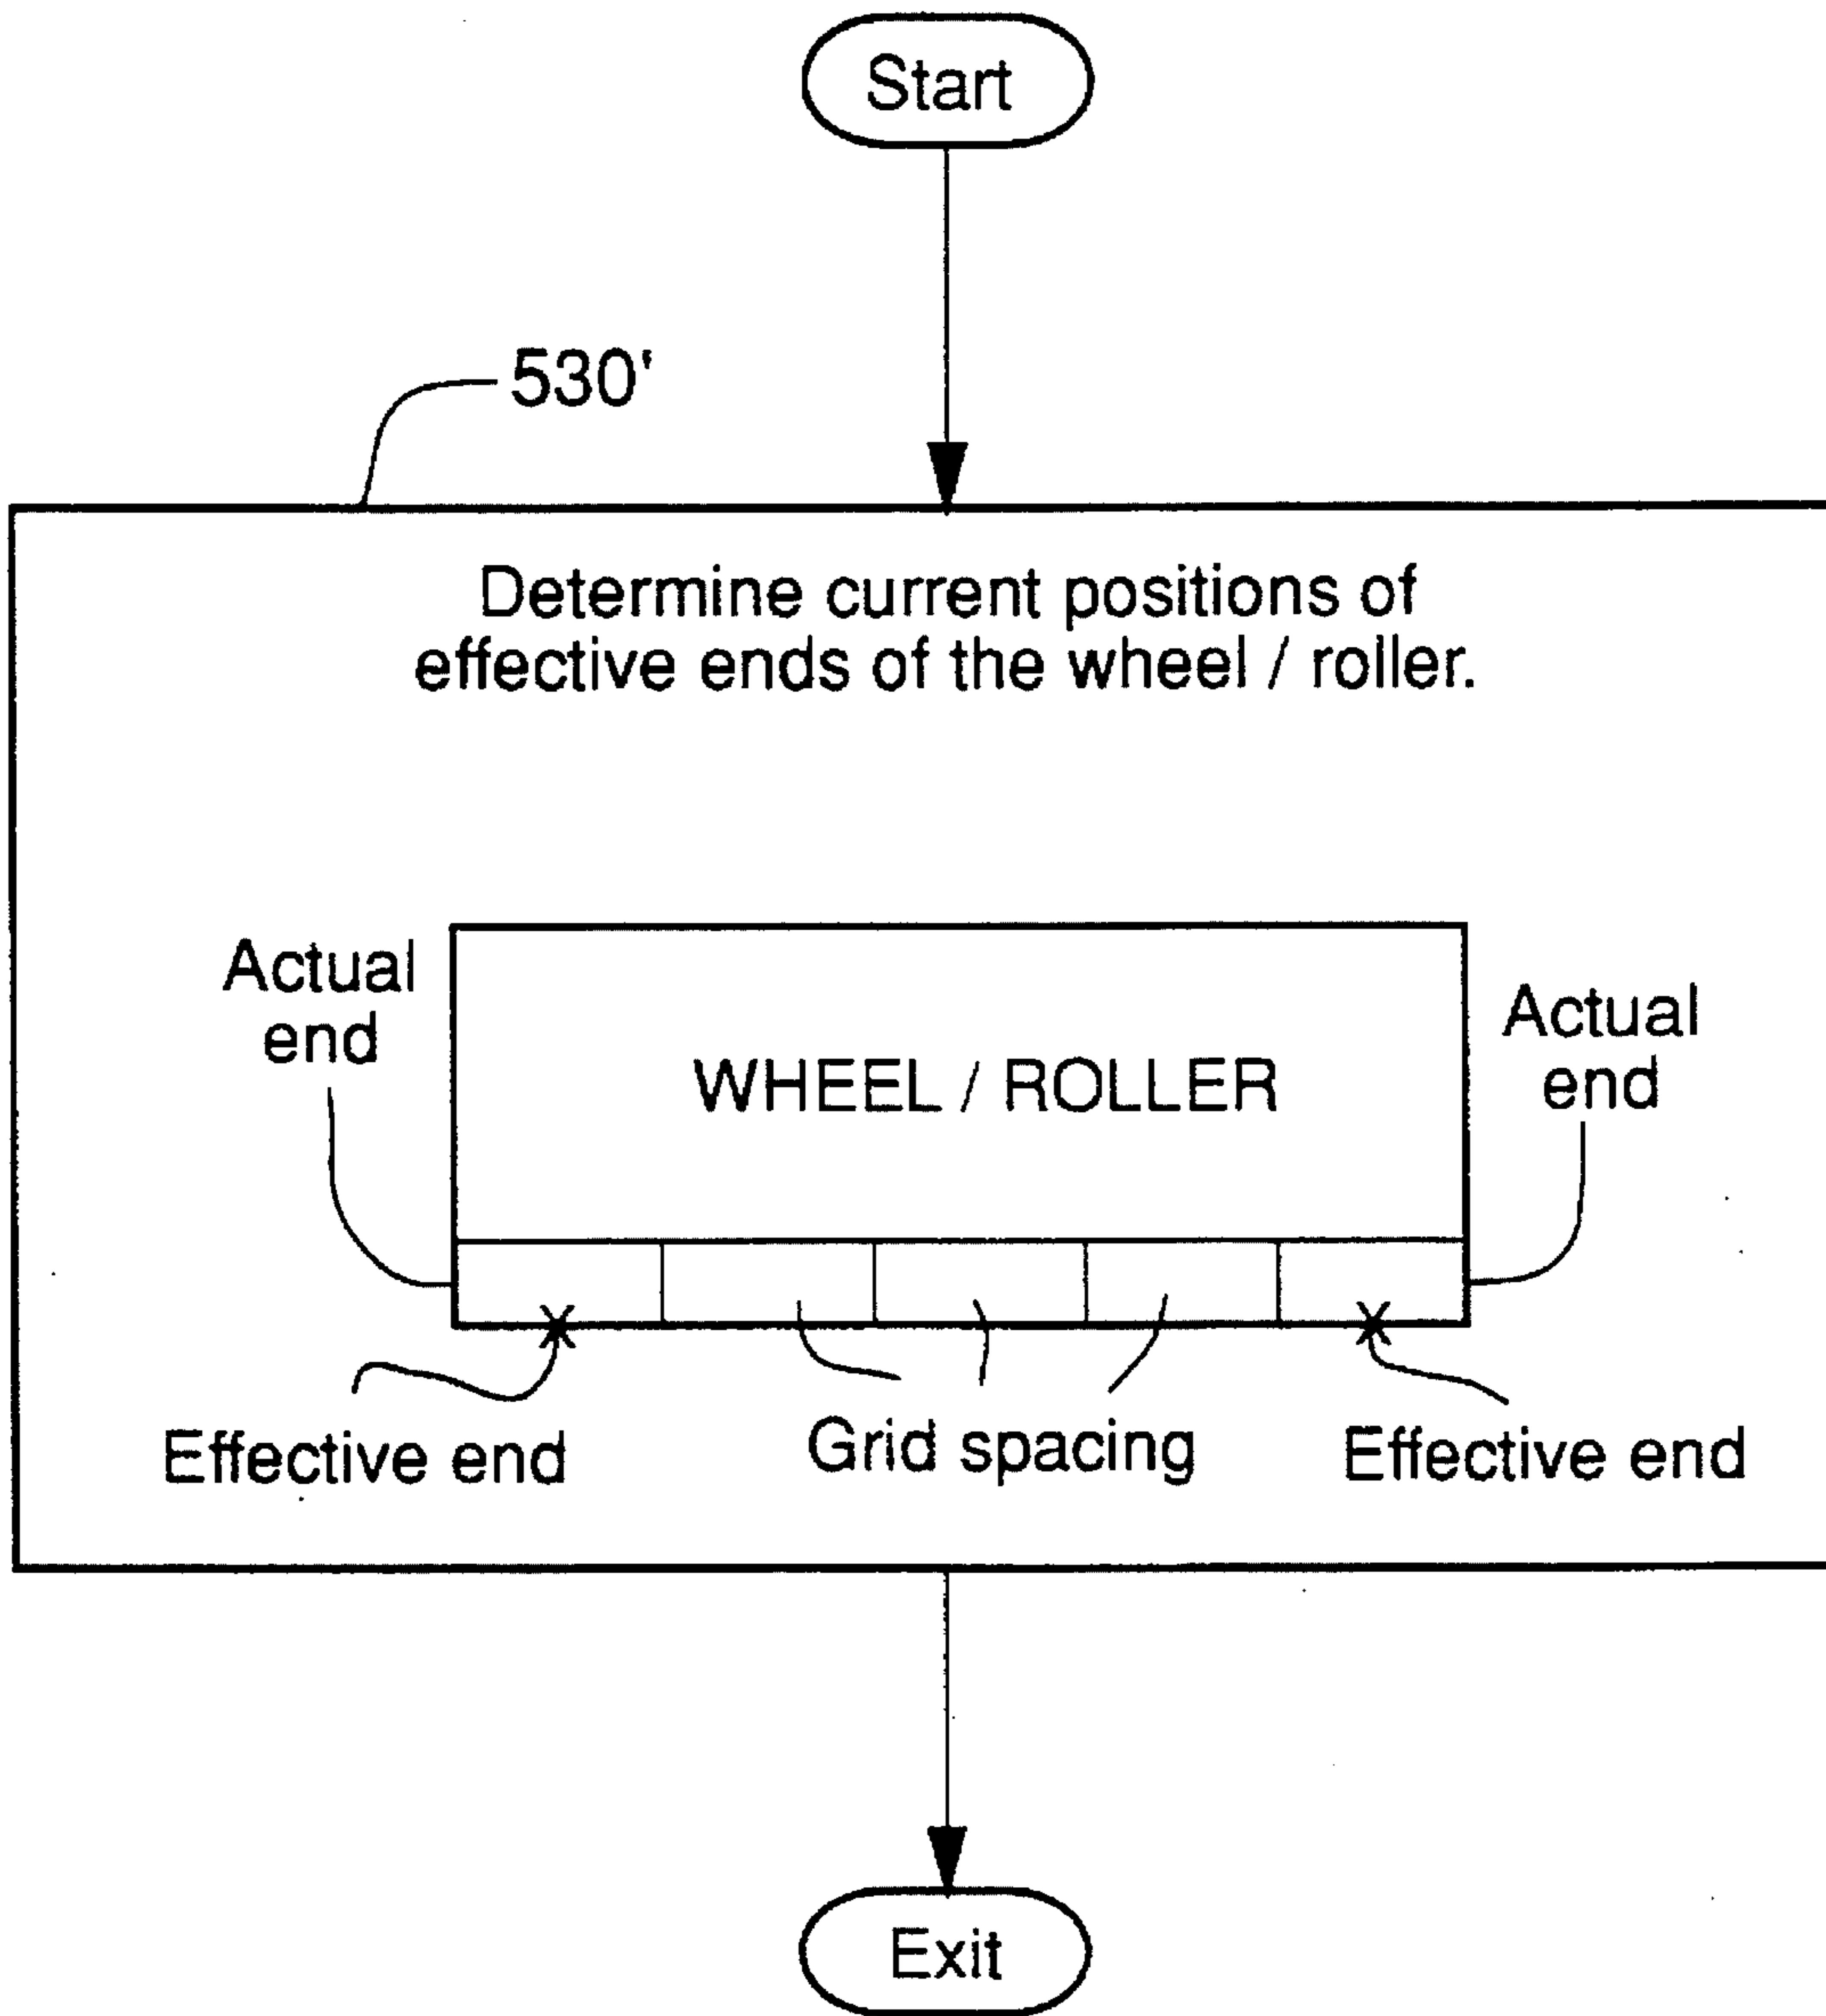 Start
530'
Determine current positions of
effective ends of the wheel / roller.
Actual
end
WHEEL / ROLLER
Actual
end
Effective end
Grid spacing
Effective end
Exit